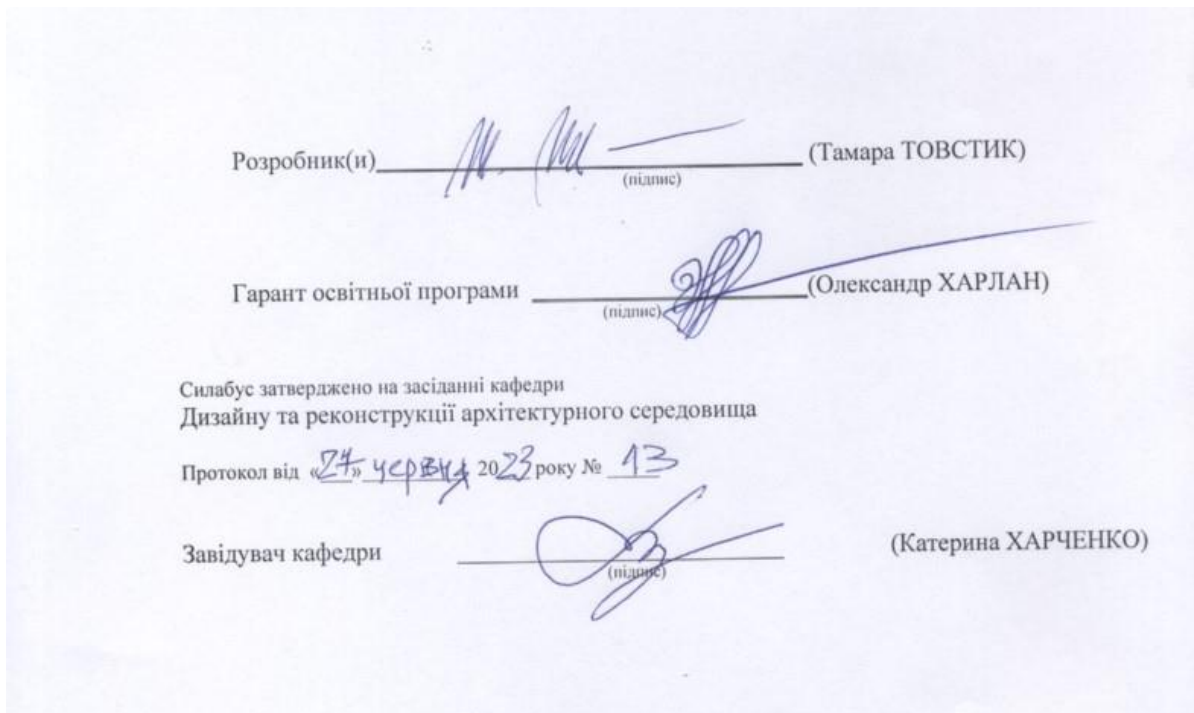 Розробник(и) (Тамара ТОВСТИК)
(підпис)
Гарант освітньої програми (Олександр ХАРЛАН)
(підпис)
Силабус затверджено на засіданні кафедри
Дизайну та реконструкції архітектурного середовища
Протокол від «27» червня 2023 року № 13
Завідувач кафедри (Катерина ХАРЧЕНКО)
(підпис)